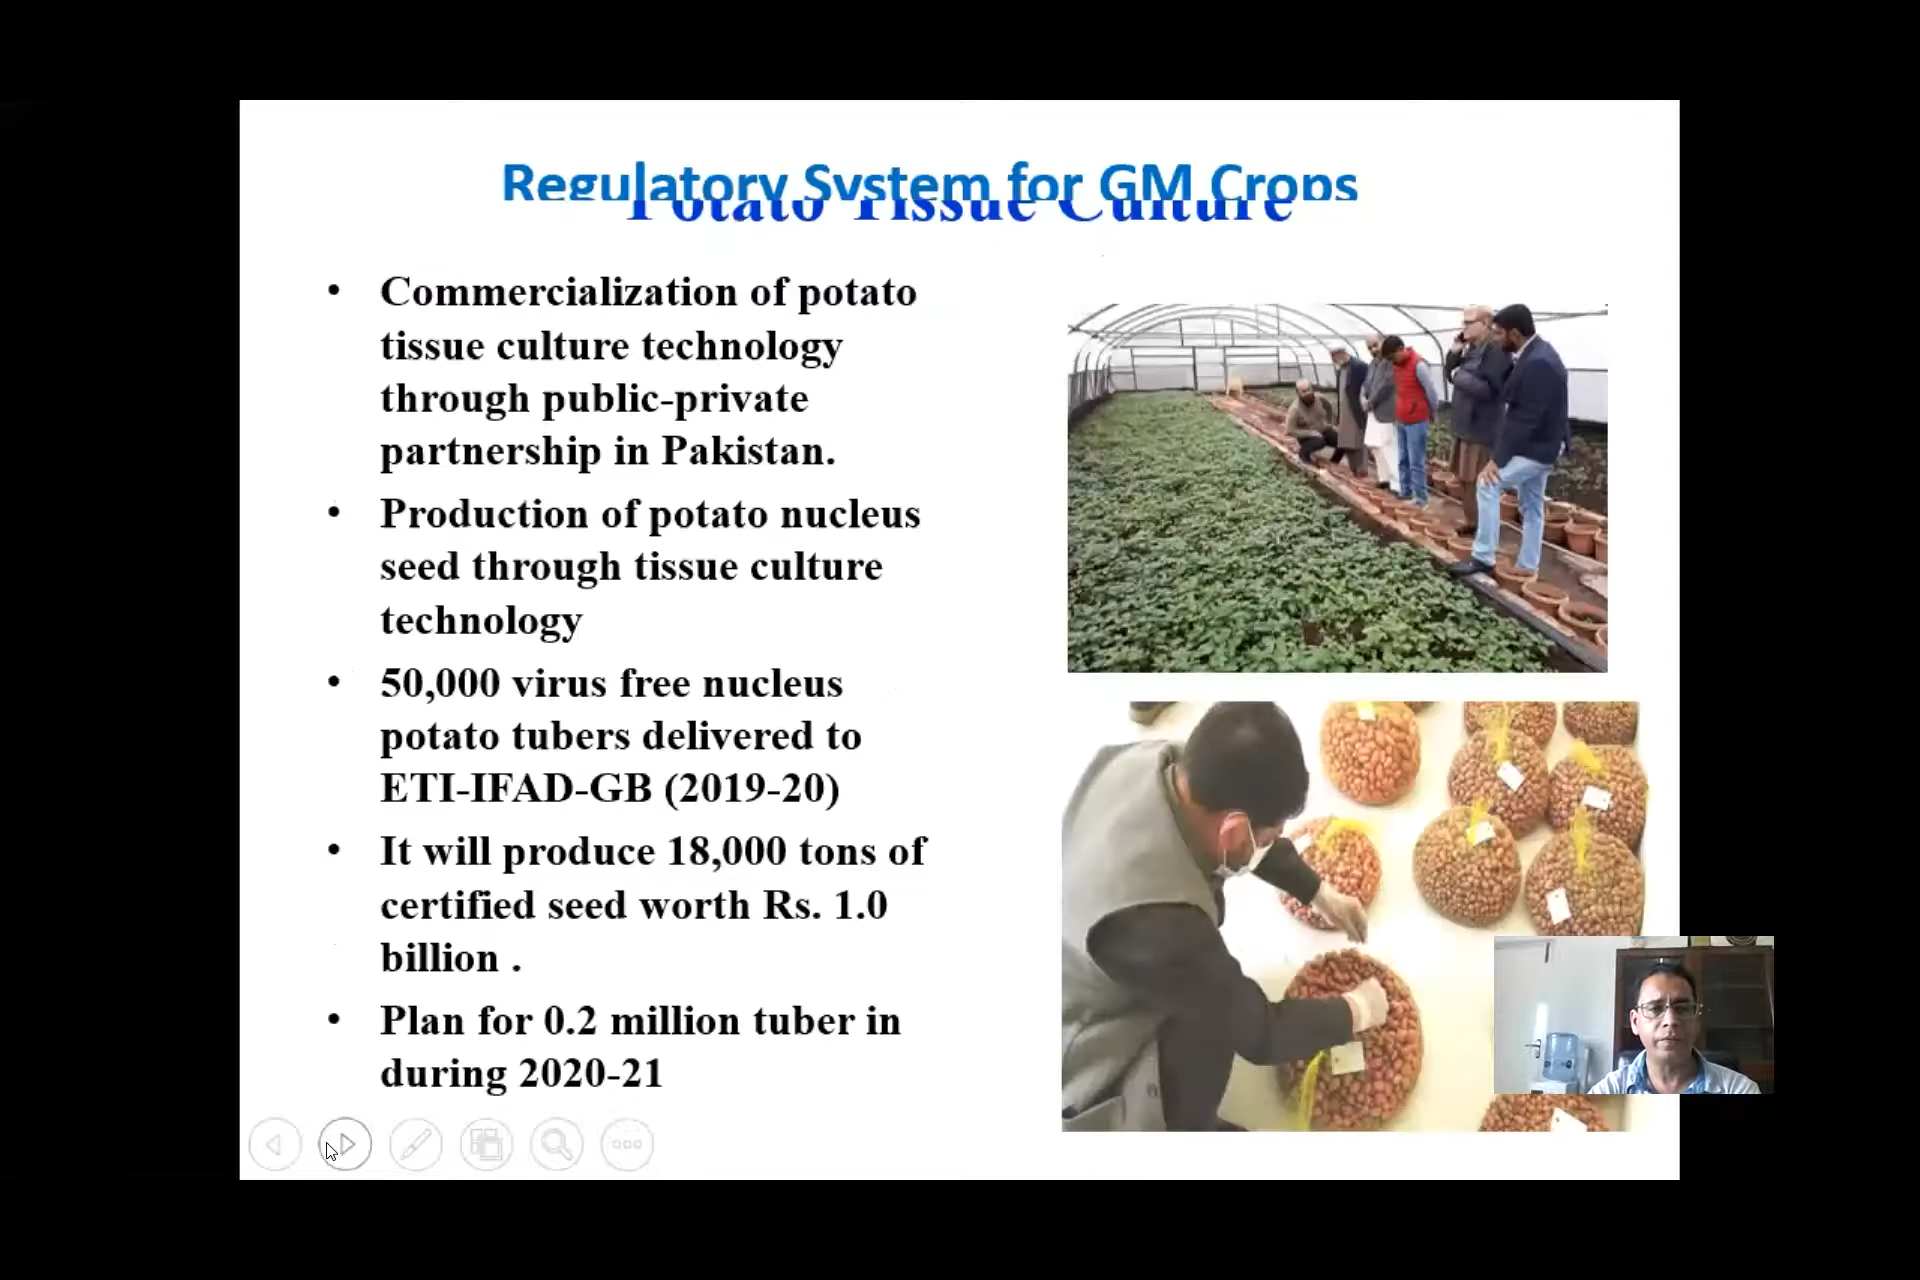 Regulatory System for GM Crops
Potato Tissue Culture
• Commercialization of potato
tissue culture technology
through public-private
partnership in Pakistan.
• Production of potato nucleus
seed through tissue culture
technology
• 50,000 virus free nucleus
potato tubers delivered to
ETI-IFAD-GB (2019-20)
• It will produce 18,000 tons of
certified seed worth Rs. 1.0
billion .
• Plan for 0.2 million tuber in
during 2020-21